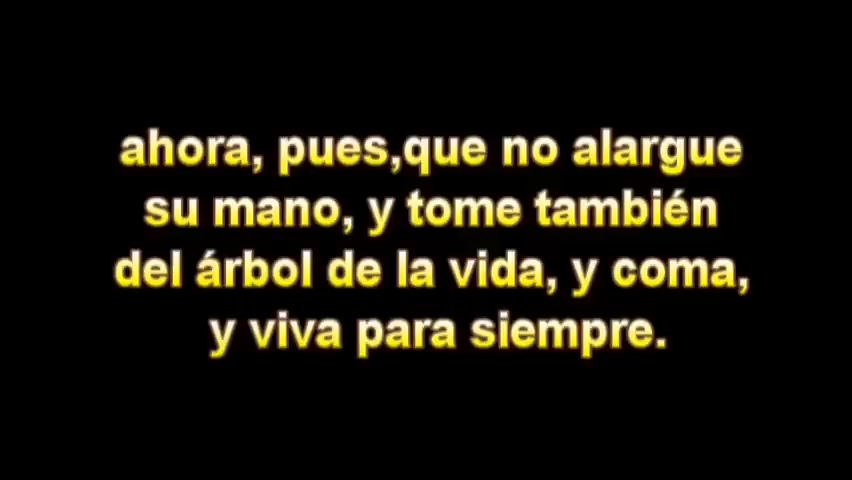 ahora, pues,que no alargue
su mano, y tome también
del árbol de la vida, y coma,
y viva para siempre.